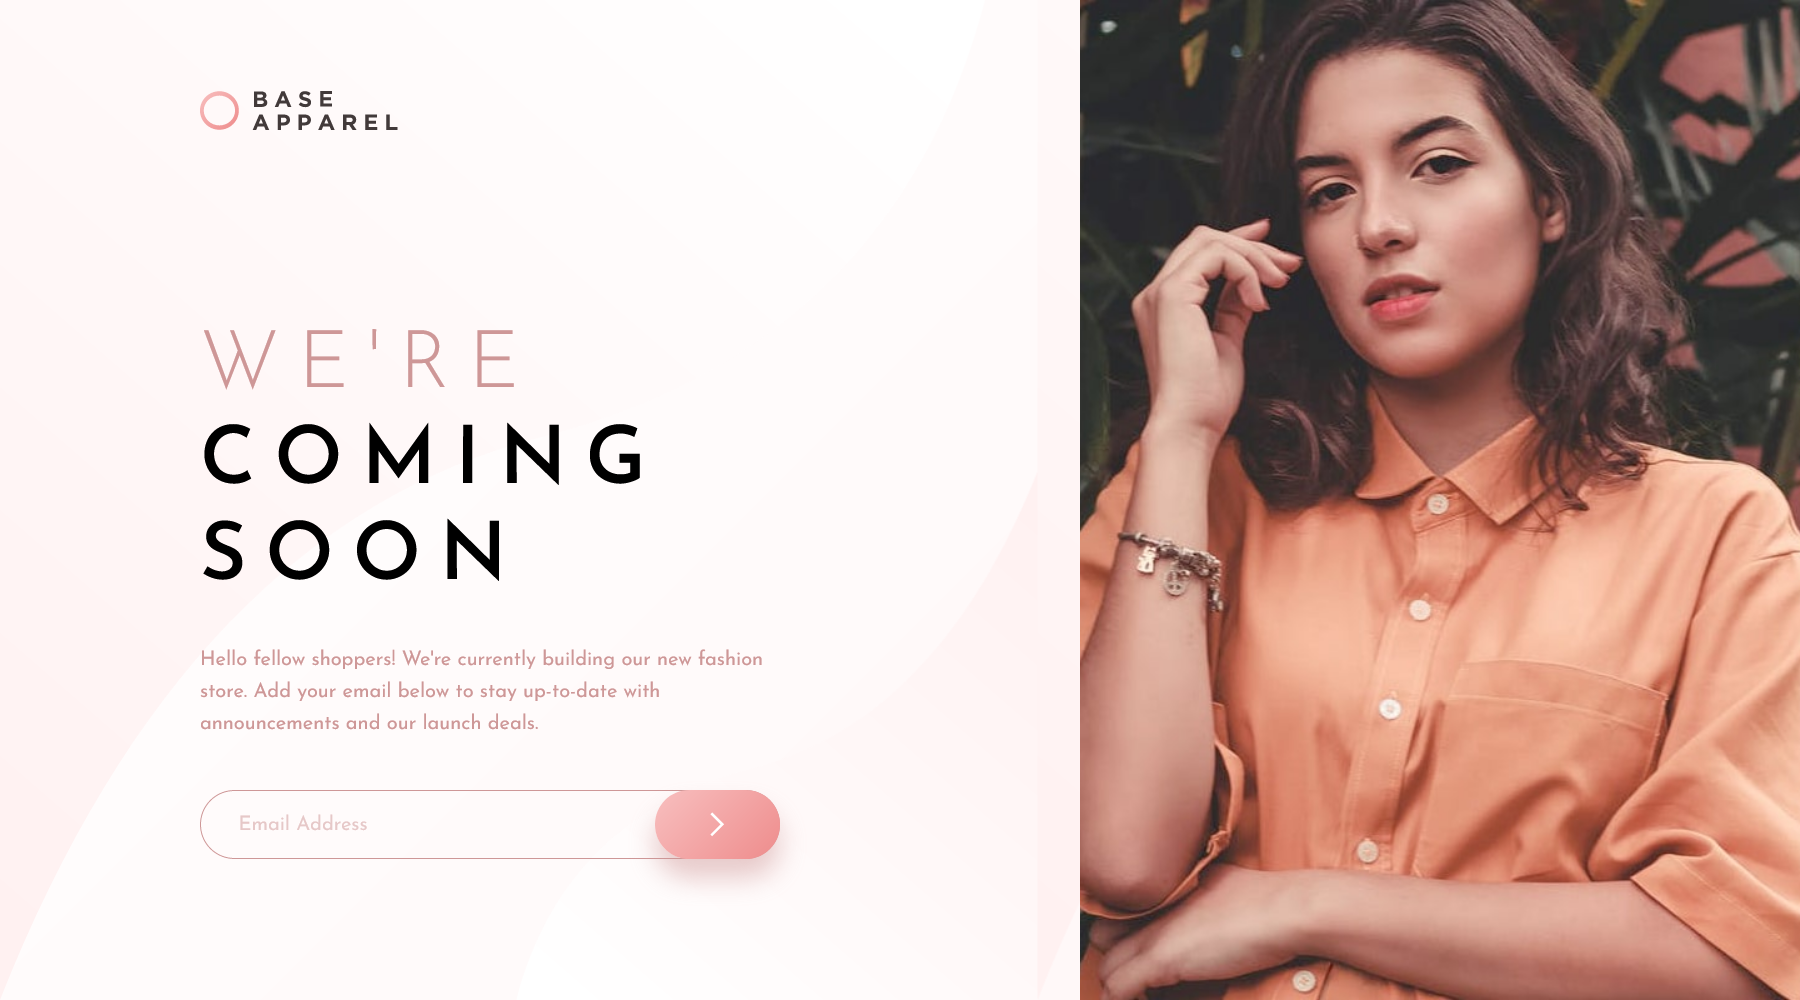 BASE
APPAREL
WE'RE
COMING
SOON
Hello fellow shoppers! We're currently building our new fashion
store. Add your email below to stay up-to-date with
announcements and our launch deals.
Email Address